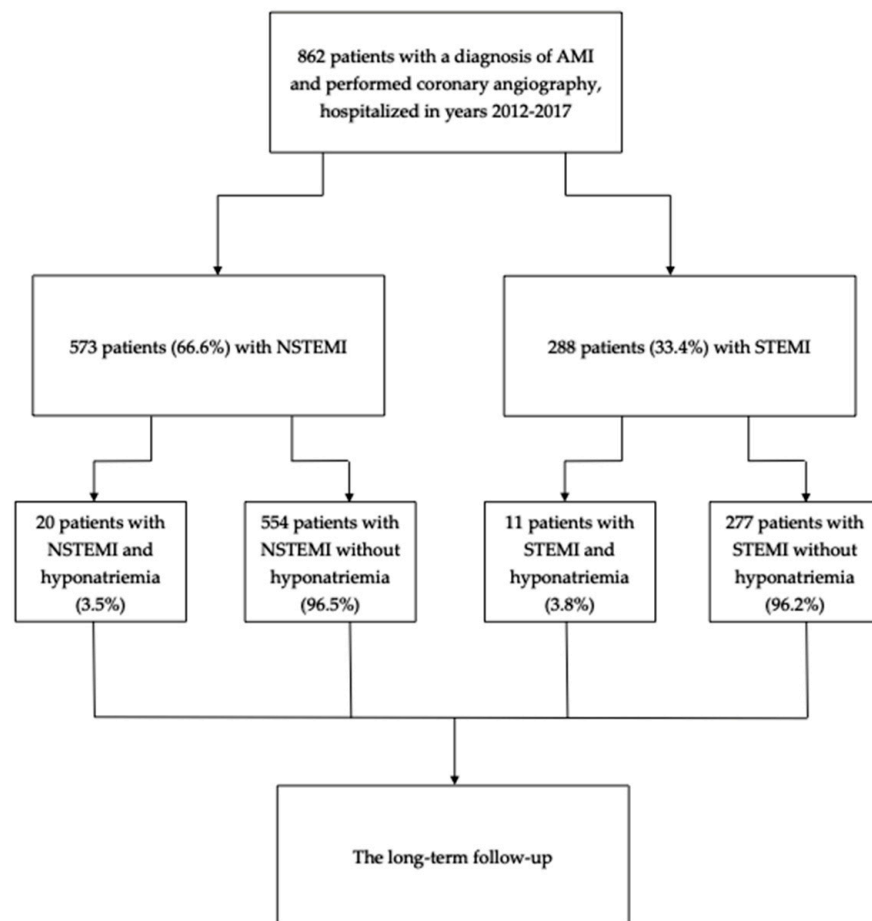 862 patients with a diagnosis of AMI
and performed coronary angiography,
hospitalized in years 2012-2017
573 patients (66.6%) with NSTEMI
288 patients (33.4%) with STEMI
20 patients with
NSTEMI and
hyponatriemia
(3.5%)
554 patients with
NSTEMI without
hyponatriemia
(96.5%)
11 patients with
STEMI and
hyponatriemia
(3.8%)
277 patients with
STEMI without
hyponatriemia
(96.2%)
The long-term follow-up